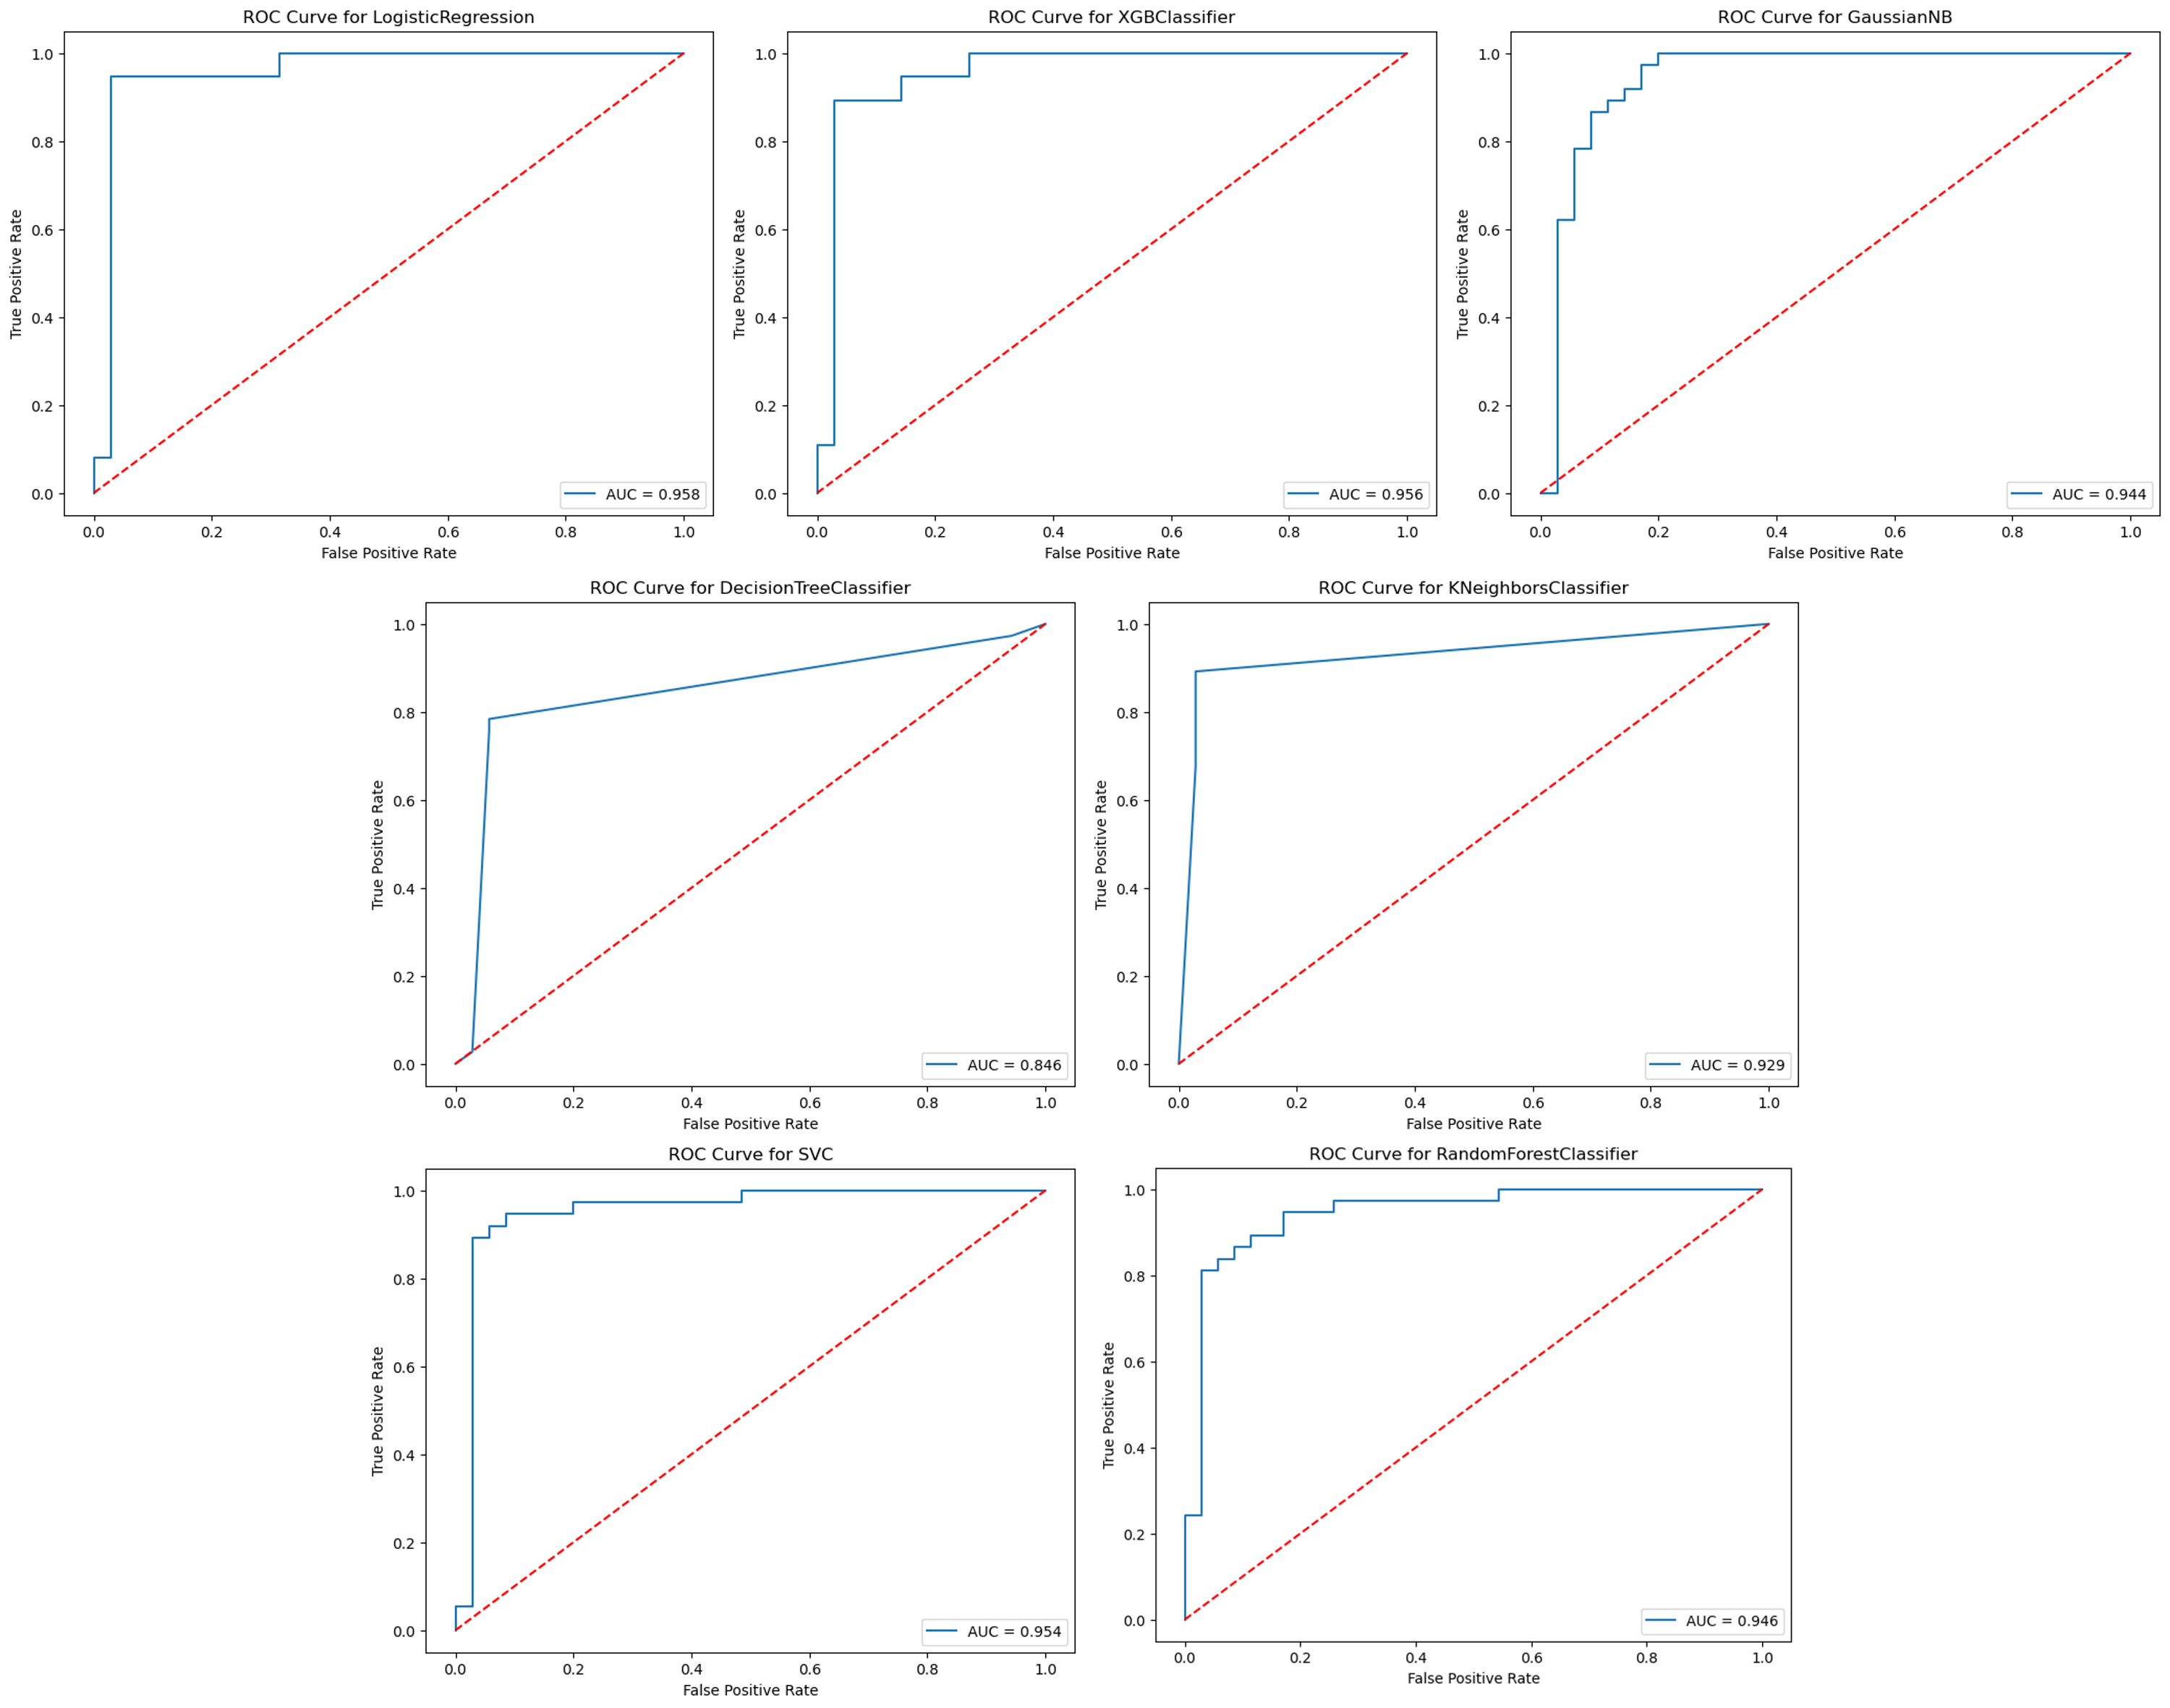 ROC Curve for LogisticRegression
True Positive Rate
1.0
0.8
0.6
0.4
0.2
0.0
AUC = 0.958
0.0 0.2 0.4 0.6 0.8 1.0
False Positive Rate
ROC Curve for XGBClassifier
True Positive Rate
1.0
0.8
0.6
0.4
0.2
0.0
AUC = 0.956
0.0 0.2 0.4 0.6 0.8 1.0
False Positive Rate
ROC Curve for GaussianNB
True Positive Rate
1.0
0.8
0.6
0.4
0.2
0.0
AUC = 0.944
0.0 0.2 0.4 0.6 0.8 1.0
False Positive Rate
ROC Curve for DecisionTreeClassifier
True Positive Rate
1.0
0.8
0.6
0.4
0.2
0.0
AUC = 0.846
0.0 0.2 0.4 0.6 0.8 1.0
False Positive Rate
ROC Curve for KNeighborsClassifier
True Positive Rate
1.0
0.8
0.6
0.4
0.2
0.0
AUC = 0.929
0.0 0.2 0.4 0.6 0.8 1.0
False Positive Rate
ROC Curve for SVC
True Positive Rate
1.0
0.8
0.6
0.4
0.2
0.0
AUC = 0.954
0.0 0.2 0.4 0.6 0.8 1.0
False Positive Rate
ROC Curve for RandomForestClassifier
True Positive Rate
1.0
0.8
0.6
0.4
0.2
0.0
AUC = 0.946
0.0 0.2 0.4 0.6 0.8 1.0
False Positive Rate